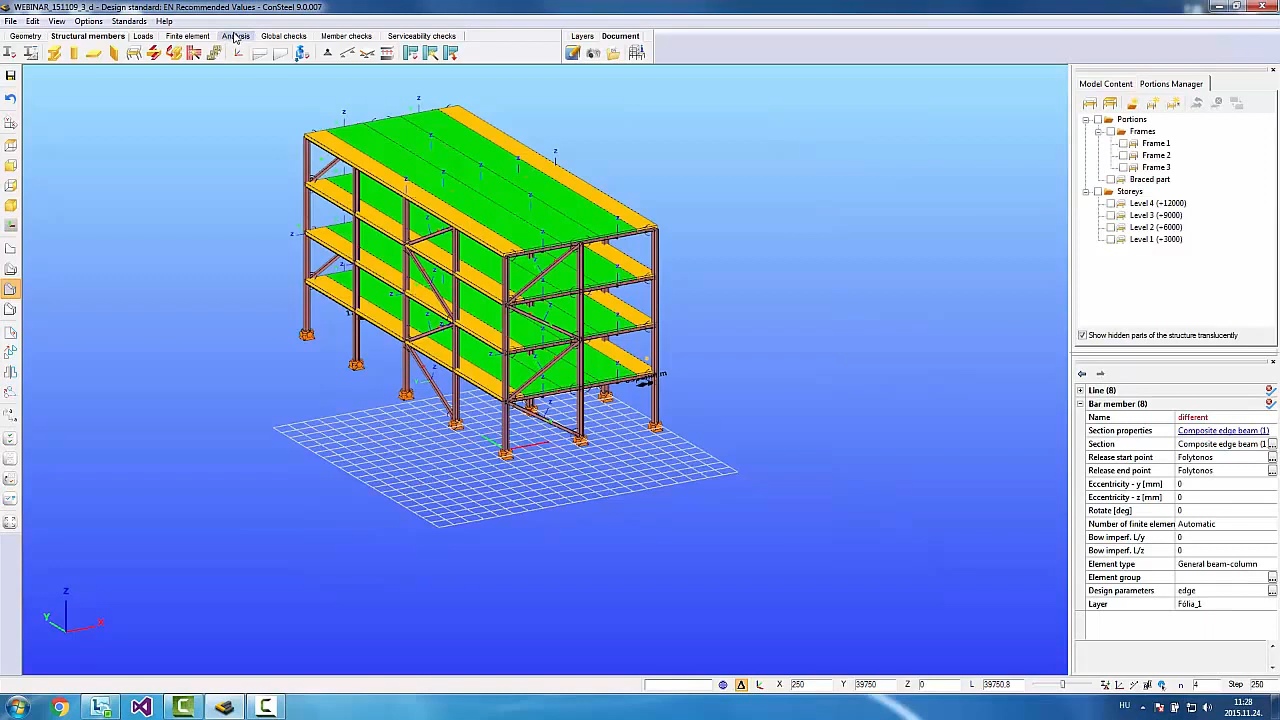 WEBINAR_151109_3_d - Design standard: EN Recommended Values - ConSteel 9.0.007
File Edit View Options Standards Help
Geometry Structural members Loads Finite element Analysis Global checks Member checks Serviceability checks Layers Document
Model Content Portions Manager
Portions
Frames
Frame 1
Frame 2
Frame 3
Braced part
Storeys
Level 4 (+12000)
Level 3 (+9000)
Level 2 (+6000)
Level 1 (+3000)
Show hidden parts of the structure translucently
Line (8)
Bar member (8)
Name different
Section properties Composite edge beam (1)
Section Composite edge beam (1
Release start point Folytonos
Release end point Folytonos
Eccentricity - y [mm] 0
Eccentricity - z [mm] 0
Rotate [deg] 0
Number of finite elemen Automatic
Bow imperf. L/y 0
Bow imperf. L/z 0
Element type General beam-column
Element group
Design parameters edge
Layer Fólia_1
Z
Y
X
X 250 Y 39750 Z 0 L 39750,8 n 4 Step 250
HU 11:28
2015.11.24.